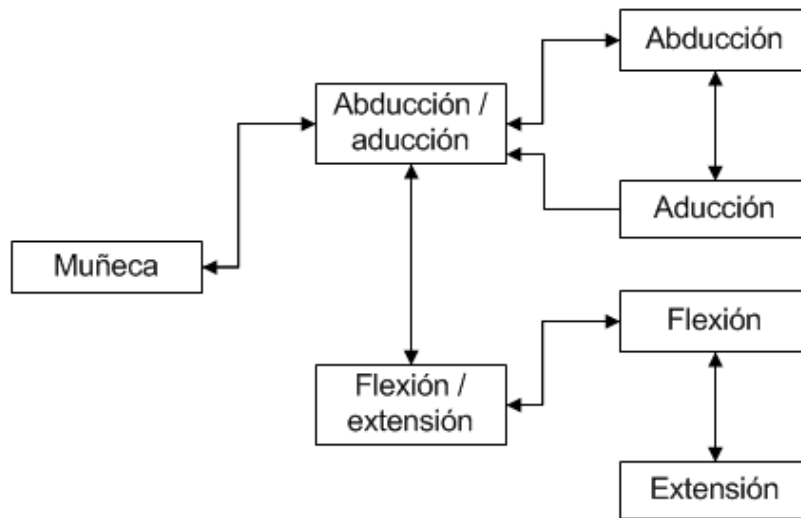 Abducción
Abducción /
aducción
Aducción
Muñeca
Flexión
Flexión /
extensión
Extensión